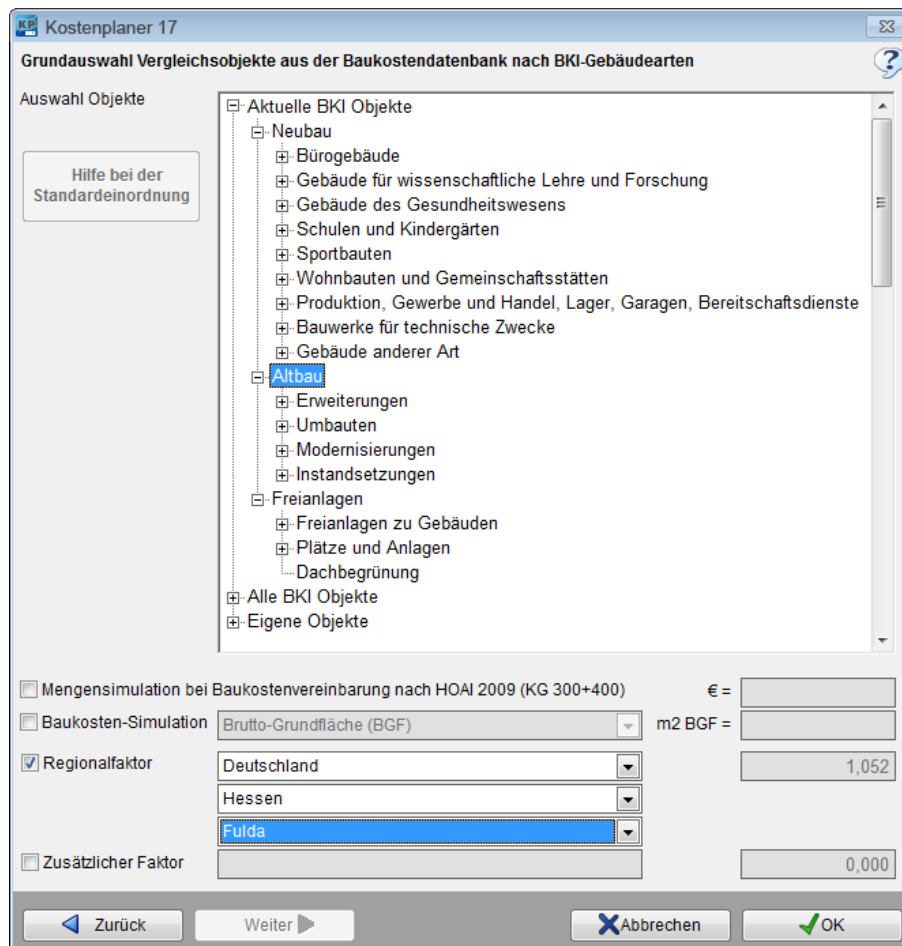 KP Kostenplaner 17
Grundauswahl Vergleichsobjekte aus der Baukostendatenbank nach BKI-Gebäudearten
?
Auswahl Objekte
Hilfe bei der
Standardeinordnung
Aktuelle BKI Objekte
Neubau
Bürogebäude
Gebäude für wissenschaftliche Lehre und Forschung
Gebäude des Gesundheitswesens
Schulen und Kindergärten
Sportbauten
Wohnbauten und Gemeinschaftsstätten
Produktion, Gewerbe und Handel, Lager, Garagen, Bereitschaftsdienste
Bauwerke für technische Zwecke
Gebäude anderer Art
Altbau
Erweiterungen
Umbauten
Modernisierungen
Instandsetzungen
Freianlagen
Freianlagen zu Gebäuden
Plätze und Anlagen
Dachbegrünung
Alle BKI Objekte
Eigene Objekte
Mengensimulation bei Baukostenvereinbarung nach HOAI 2009 (KG 300+400) € =
Baukosten-Simulation Brutto-Grundfläche (BGF) m2 BGF =
Regionalfaktor Deutschland 1,052
Hessen
Fulda
Zusätzlicher Faktor 0,000
Zurück Weiter Abbrechen OK